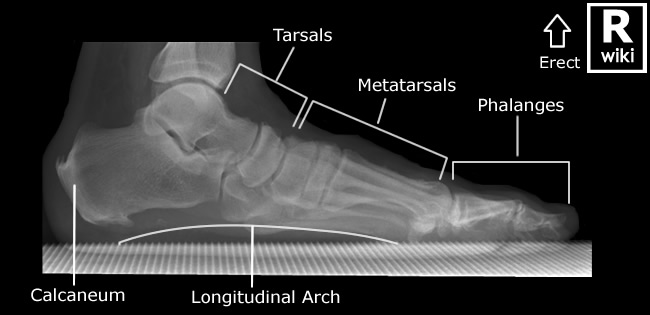 Tarsals
R
wiki
Erect
Metatarsals
Phalanges
Calcaneum
Longitudinal Arch